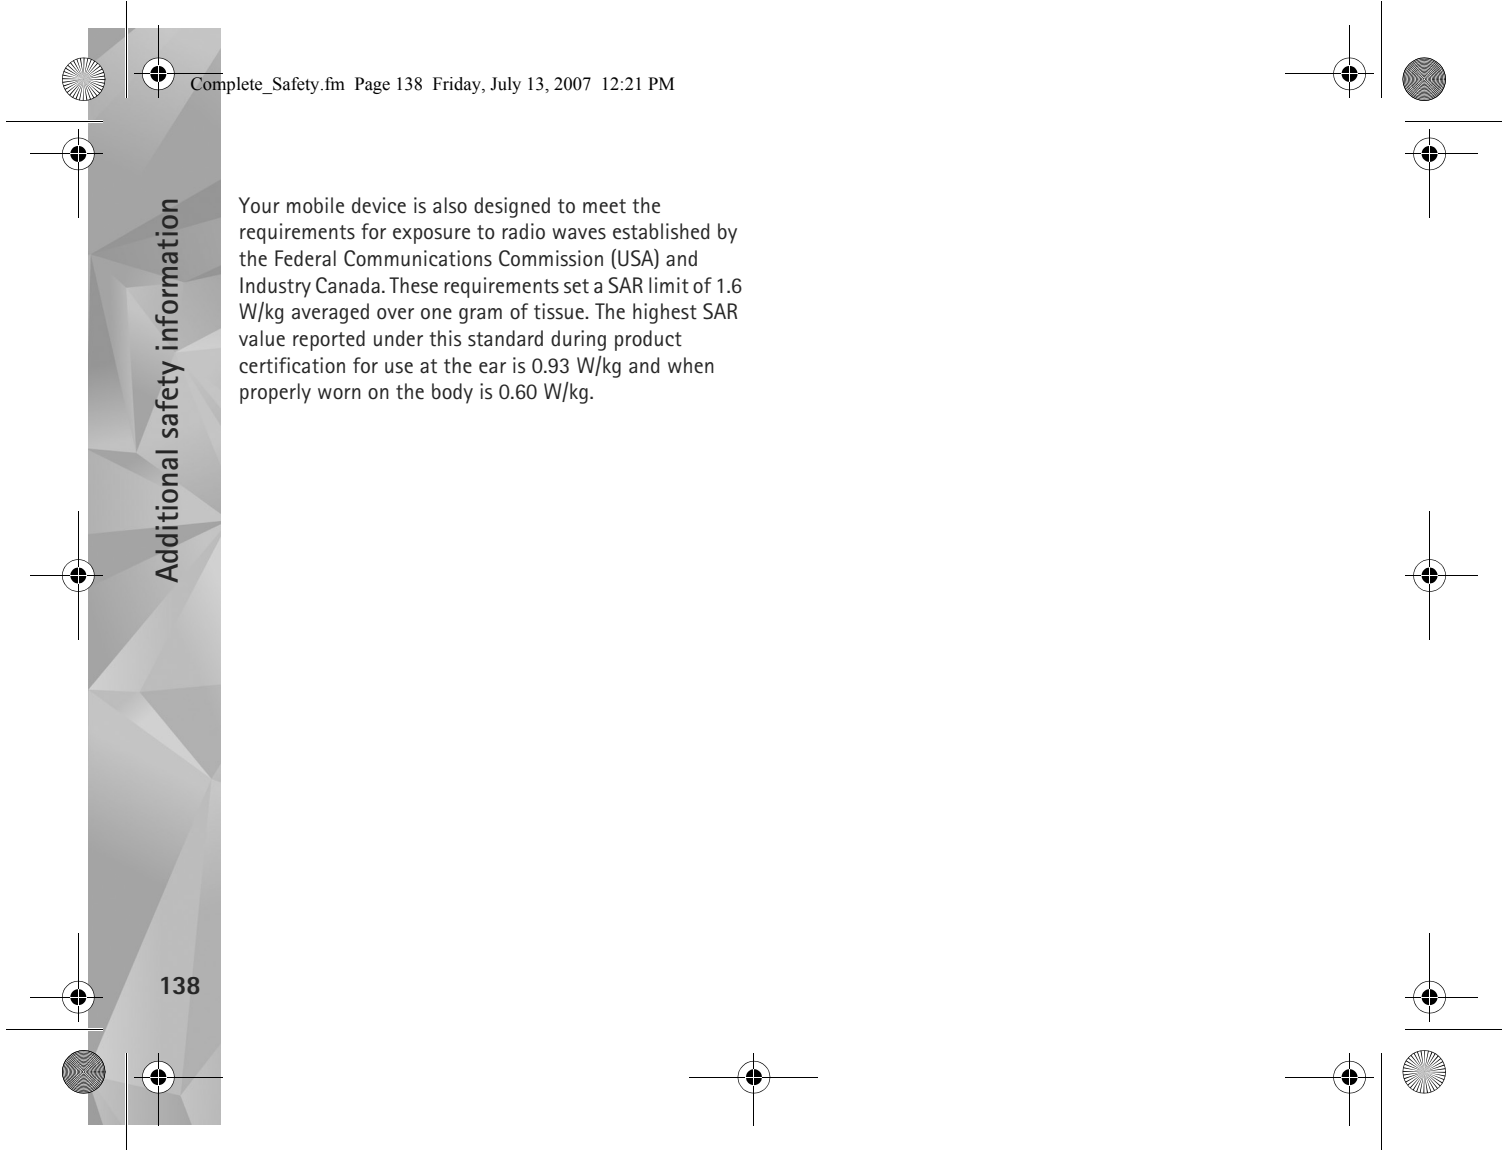 Complete_Safety.fm Page 138 Friday, July 13, 2007 12:21 PM
Additional safety information
Your mobile device is also designed to meet the
requirements for exposure to radio waves established by
the Federal Communications Commission (USA) and
Industry Canada. These requirements set a SAR limit of 1.6
W/kg averaged over one gram of tissue. The highest SAR
value reported under this standard during product
certification for use at the ear is 0.93 W/kg and when
properly worn on the body is 0.60 W/kg.
138